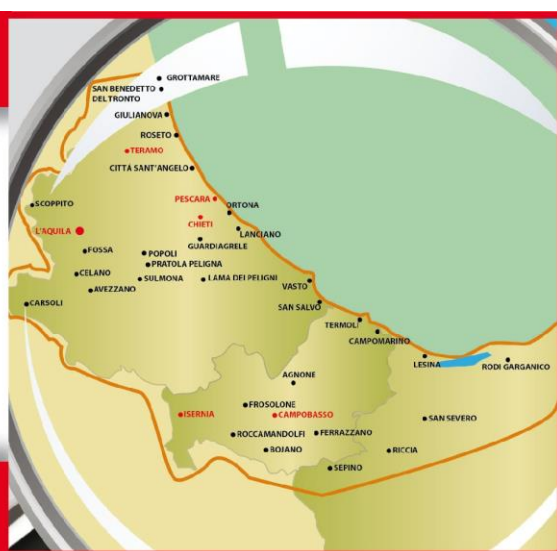 GROTTAMARE
SAN BENEDETTO
DEL TRONTO
GIULIANOVA
ROSETO
TERAMO
CITTÀ SANT'ANGELO
SCOPPITO
PESCARA
ORTONA
CHIETI
L'AQUILA
LANCIANO
GUARDIAGRELE
FOSSA
POPOLI
PRATOLA PELIGNA
CELANO
SULMONA
LAMA DEI PELIGNI
VASTO
AVEZZANO
CARSOLI
SAN SALVO
TERMOLI
CAMPOMARINO
LESINA
RODI GARGANICO
AGNONE
FROSOLONE
ISERNIA
CAMPOBASSO
SAN SEVERO
ROCCAMANDOLFI
FERRAZZANO
BOJANO
RICCIA
SEPINO